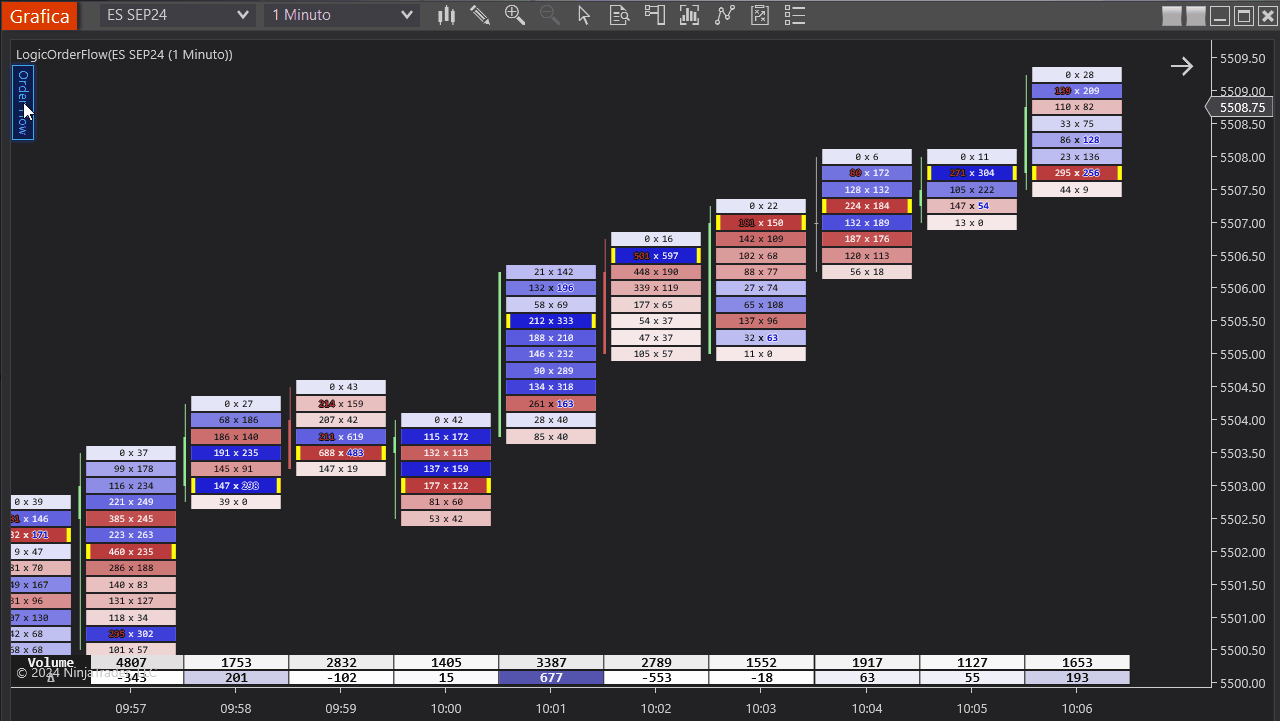 Grafica ES SEP24 1 Minuto
LogicOrderFlow(ES SEP24 (1 Minuto))
Order Flow
0 x 39
x 146
x 171
9 x 47
x 70
x 167
x 96
x 130
x 68
x 68
0 x 37
99 x 178
116 x 234
221 x 249
385 x 245
223 x 263
460 x 235
286 x 188
140 x 83
131 x 127
118 x 34
x 302
101 x 57
0 x 27
68 x 186
186 x 140
191 x 235
145 x 91
147 x 298
39 x 0
0 x 43
214 x 159
207 x 42
211 x 619
688 x 483
147 x 19
0 x 42
115 x 172
132 x 113
137 x 159
177 x 122
81 x 60
53 x 42
21 x 142
132 x 196
58 x 69
212 x 333
188 x 210
146 x 232
90 x 289
134 x 318
261 x 163
28 x 40
85 x 40
0 x 16
501 x 597
448 x 190
339 x 119
177 x 65
54 x 37
47 x 37
105 x 57
0 x 22
x 150
142 x 109
102 x 68
88 x 77
27 x 74
65 x 108
137 x 96
32 x 63
11 x 0
0 x 6
x 172
128 x 132
224 x 184
132 x 189
187 x 176
120 x 113
56 x 18
0 x 11
271 x 304
105 x 222
147 x 54
13 x 0
0 x 28
x 209
110 x 82
33 x 75
86 x 128
23 x 136
295 x 256
44 x 9
5509.50
5509.00
5508.75
5508.50
5508.00
5507.50
5507.00
5506.50
5506.00
5505.50
5505.00
5504.50
5504.00
5503.50
5503.00
5502.50
5502.00
5501.50
5501.00
5500.50
5500.00
Volume 4807 1753 2832 1405 3387 2789 1552 1917 1127 1653
© 2024 NinjaTrader, LLC
Δ -343 201 -102 15 677 -553 -18 63 55 193
09:57 09:58 09:59 10:00 10:01 10:02 10:03 10:04 10:05 10:06